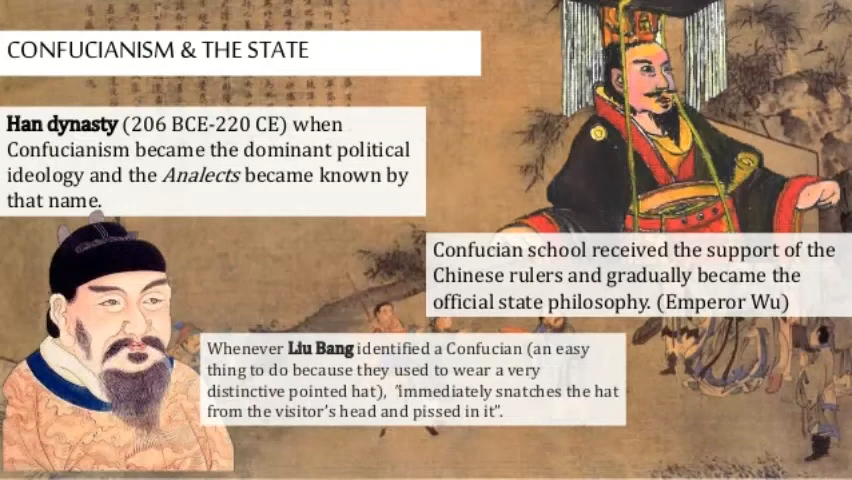 CONFUCIANISM & THE STATE
Han dynasty (206 BCE-220 CE) when
Confucianism became the dominant political
ideology and the Analects became known by
that name.
Confucian school received the support of the
Chinese rulers and gradually became the
official state philosophy. (Emperor Wu)
Whenever Liu Bang identified a Confucian (an easy
thing to do because they used to wear a very
distinctive pointed hat), "immediately snatches the hat
from the visitor's head and pissed in it".